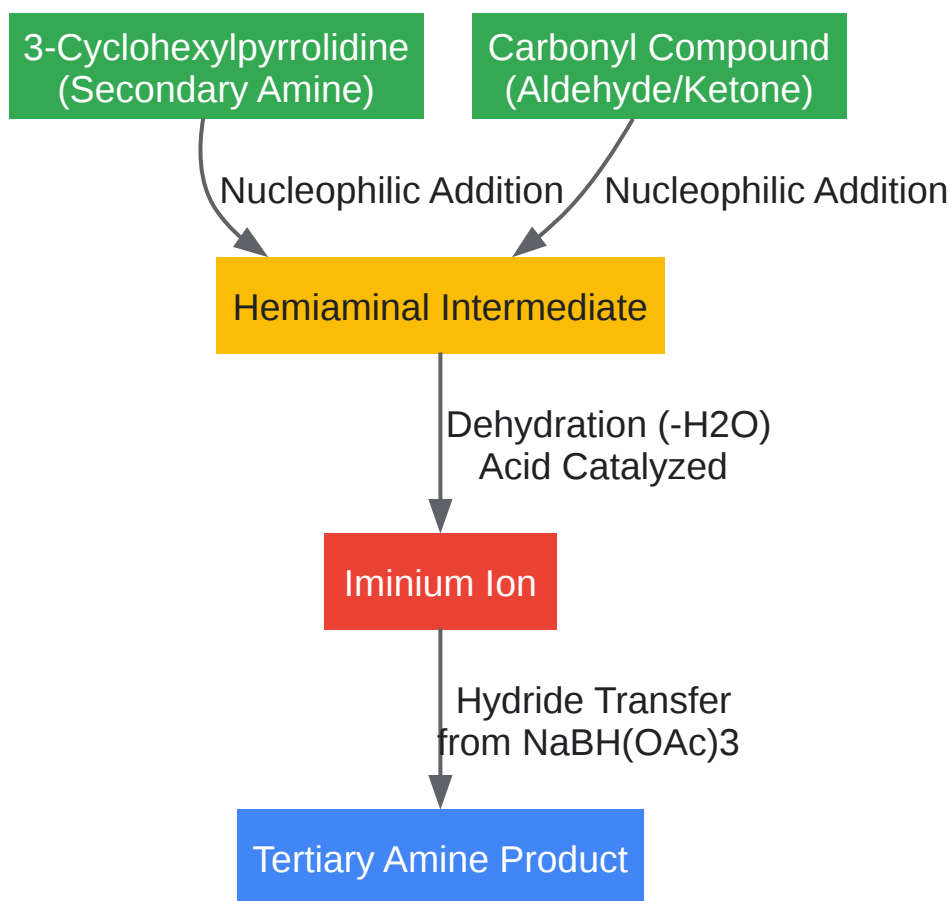 3-Cyclohexylpyrrolidine
(Secondary Amine)
Carbonyl Compound
(Aldehyde/Ketone)
Nucleophilic Addition
Nucleophilic Addition
Hemiaminal Intermediate
Dehydration (-H2O)
Acid Catalyzed
Iminium Ion
Hydride Transfer
from NaBH(OAc)3
Tertiary Amine Product